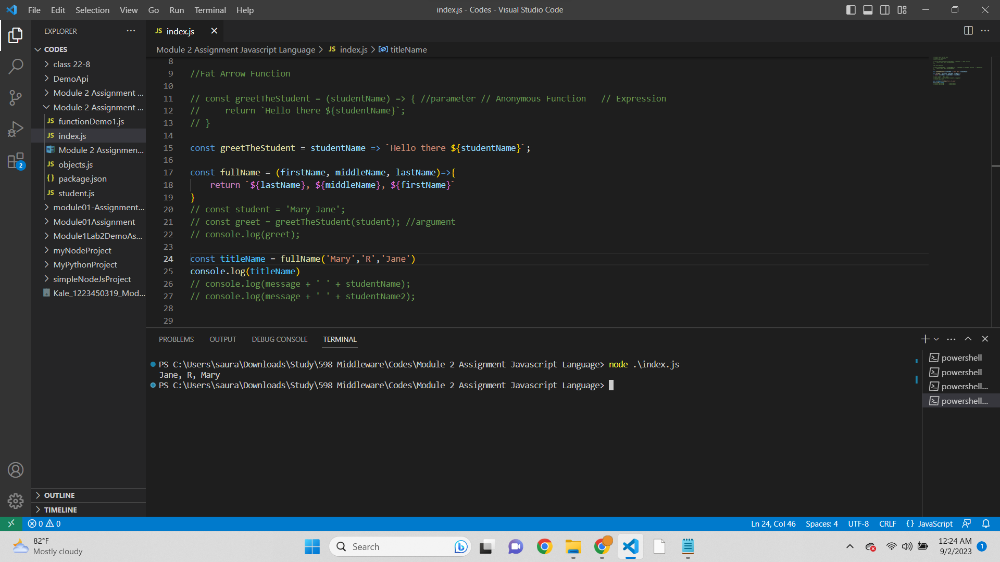 File Edit Selection View Go Run Terminal Help
index.js - Codes - Visual Studio Code
EXPLORER
CODES
class 22-8
DemoApi
Module 2 Assignment ...
Module 2 Assignment ...
JS functionDemo1.js
JS index.js
Module 2 Assignmen...
JS objects.js
{} package.json
JS student.js
module01-Assignment...
Module01Assignment
Module1Lab2DemoAs...
myNodeProject
MyPythonProject
simpleNodeJsProject
Kale_1223450319_Mod...
OUTLINE
TIMELINE
2
JS index.js
Module 2 Assignment Javascript Language > JS index.js > titleName
8
9 //Fat Arrow Function
10
11 // const greetTheStudent = (studentName) => { //parameter // Anonymous Function   // Expression
12 //     return `Hello there ${studentName}`;
13 // }
14
15 const greetTheStudent = studentName => `Hello there ${studentName}`;
16
17 const fullName = (firstName, middleName, lastName)=>{
18     return `${lastName}, ${middleName}, ${firstName}`
19 }
20 // const student = 'Mary Jane';
21 // const greet = greetTheStudent(student); //argument
22 // console.log(greet);
23
24 const titleName = fullName('Mary','R','Jane')
25 console.log(titleName)
26 // console.log(message + ' ' + studentName);
27 // console.log(message + ' ' + studentName2);
28
29
PROBLEMS OUTPUT DEBUG CONSOLE TERMINAL
PS C:\Users\saura\Downloads\Study\598 Middleware\Codes\Module 2 Assignment Javascript Language> node .\index.js
Jane, R, Mary
PS C:\Users\saura\Downloads\Study\598 Middleware\Codes\Module 2 Assignment Javascript Language>
powershell
powershell
powershell...
powershell...
0 0
Ln 24, Col 46 Spaces: 4 UTF-8 CRLF {} JavaScript
82°F
Mostly cloudy
Search
12:24 AM
9/2/2023
1